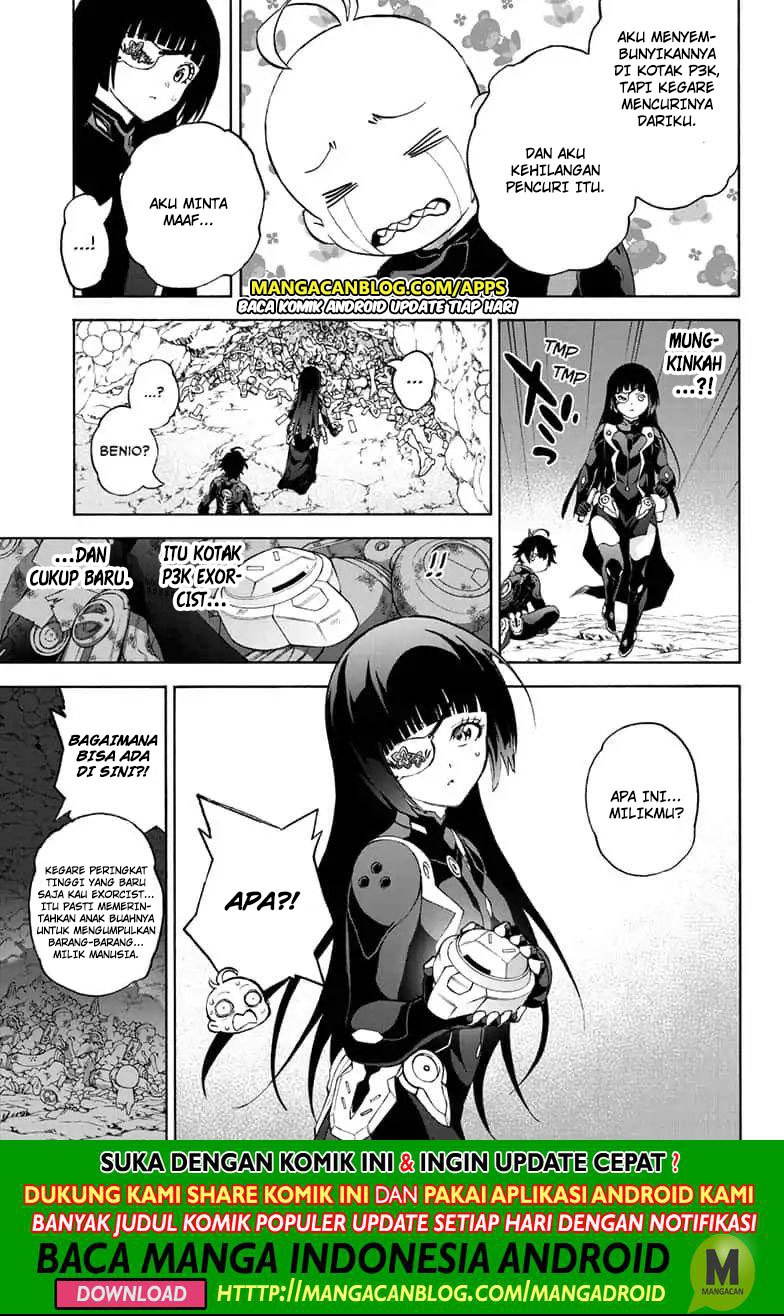 AKU MENYEM-
BUNYIKANNYA
DI KOTAK P3K,
TAPI KEGARE
MENCURINYA
DARIKU.
DAN AKU
KEHILANGAN
PENCURI ITU.
AKU MINTA
MAAF...
....!
MANGACANBLOG.COM/APPS
BACA KOMIK ANDROID UPDATE TIAP HARI
MUNG-
KINKAH
...?!
TMP
TMP
...
...?
BENIO?
!!
ITU KOTAK
P3K EXOR-
CIST...
...DAN
CUKUP BARU.
APA INI...
MILIKMU?
APA?!
BAGAIMANA
BISA ADA
DI SINI?!
KEGARE PERINGKAT
TINGGI YANG BARU
SAJA KAU EXORCIST...
ITU PASTI MEMERIN-
TAHKAN ANAK BUAHNYA
UNTUK MENGUMPULKAN
BARANG-BARANG...
MILIK MANUSIA.
SUKA DENGAN KOMIK INI & INGIN UPDATE CEPAT ?
DUKUNG KAMI SHARE KOMIK INI DAN PAKAI APLIKASI ANDROID KAMI
BANYAK JUDUL KOMIK POPULER UPDATE SETIAP HARI DENGAN NOTIFIKASI
BACA MANGA INDONESIA ANDROID
DOWNLOAD HTTTP://MANGACANBLOG.COM/MANGADROID
M
MANGACAN